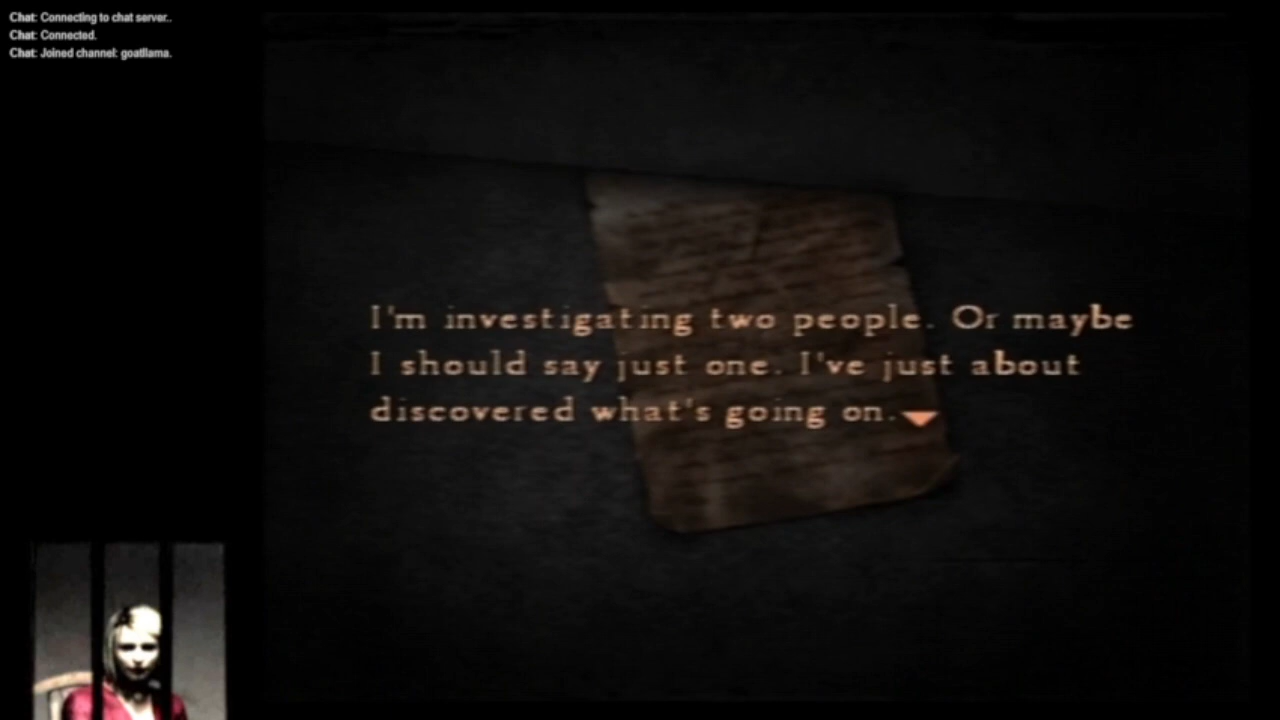 Chat: Connecting to chat server..
Chat: Connected.
Chat: Joined channel: goatllama.
I'm investigating two people. Or maybe
I should say just one. I've just about
discovered what's going on.